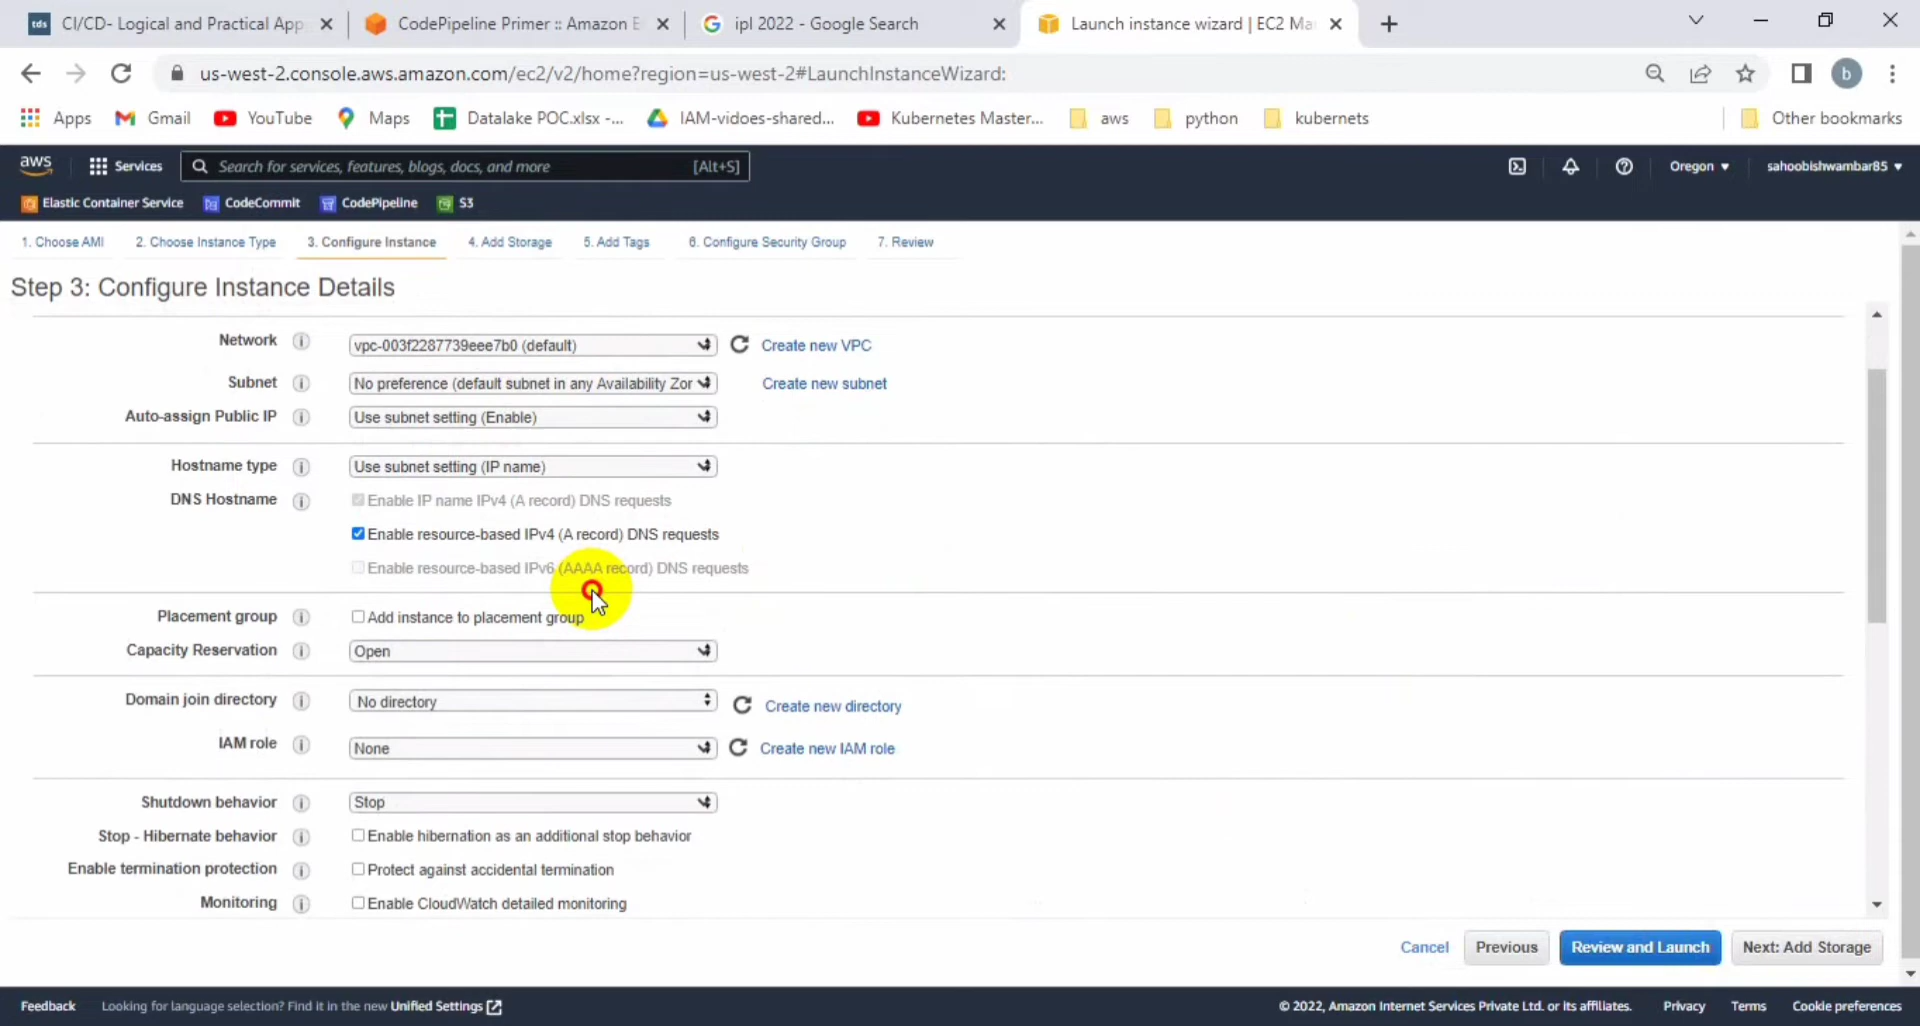 tds CI/CD- Logical and Practical App
CodePipeline Primer :: Amazon E
ipl 2022 - Google Search
Launch instance wizard | EC2 Ma
us-west-2.console.aws.amazon.com/ec2/v2/home?region=us-west-2#LaunchInstanceWizard:
b
Apps
Gmail
YouTube
Maps
Datalake POC.xlsx -...
IAM-vidoes-shared...
Kubernetes Master...
aws
python
kubernets
Other bookmarks
aws
Services
Search for services, features, blogs, docs, and more [Alt+S]
Oregon
sahoobishwambar85
Elastic Container Service
CodeCommit
CodePipeline
S3
1. Choose AMI
2. Choose Instance Type
3. Configure Instance
4. Add Storage
5. Add Tags
6. Configure Security Group
7. Review
Step 3: Configure Instance Details
Network
vpc-003f2287739eee7b0 (default)
Create new VPC
Subnet
No preference (default subnet in any Availability Zor
Create new subnet
Auto-assign Public IP
Use subnet setting (Enable)
Hostname type
Use subnet setting (IP name)
DNS Hostname
Enable IP name IPv4 (A record) DNS requests
Enable resource-based IPv4 (A record) DNS requests
Enable resource-based IPv6 (AAAA record) DNS requests
Placement group
Add instance to placement group
Capacity Reservation
Open
Domain join directory
No directory
Create new directory
IAM role
None
Create new IAM role
Shutdown behavior
Stop
Stop - Hibernate behavior
Enable hibernation as an additional stop behavior
Enable termination protection
Protect against accidental termination
Monitoring
Enable CloudWatch detailed monitoring
Cancel
Previous
Review and Launch
Next: Add Storage
Feedback
Looking for language selection? Find it in the new Unified Settings
© 2022, Amazon Internet Services Private Ltd. or its affiliates.
Privacy
Terms
Cookie preferences